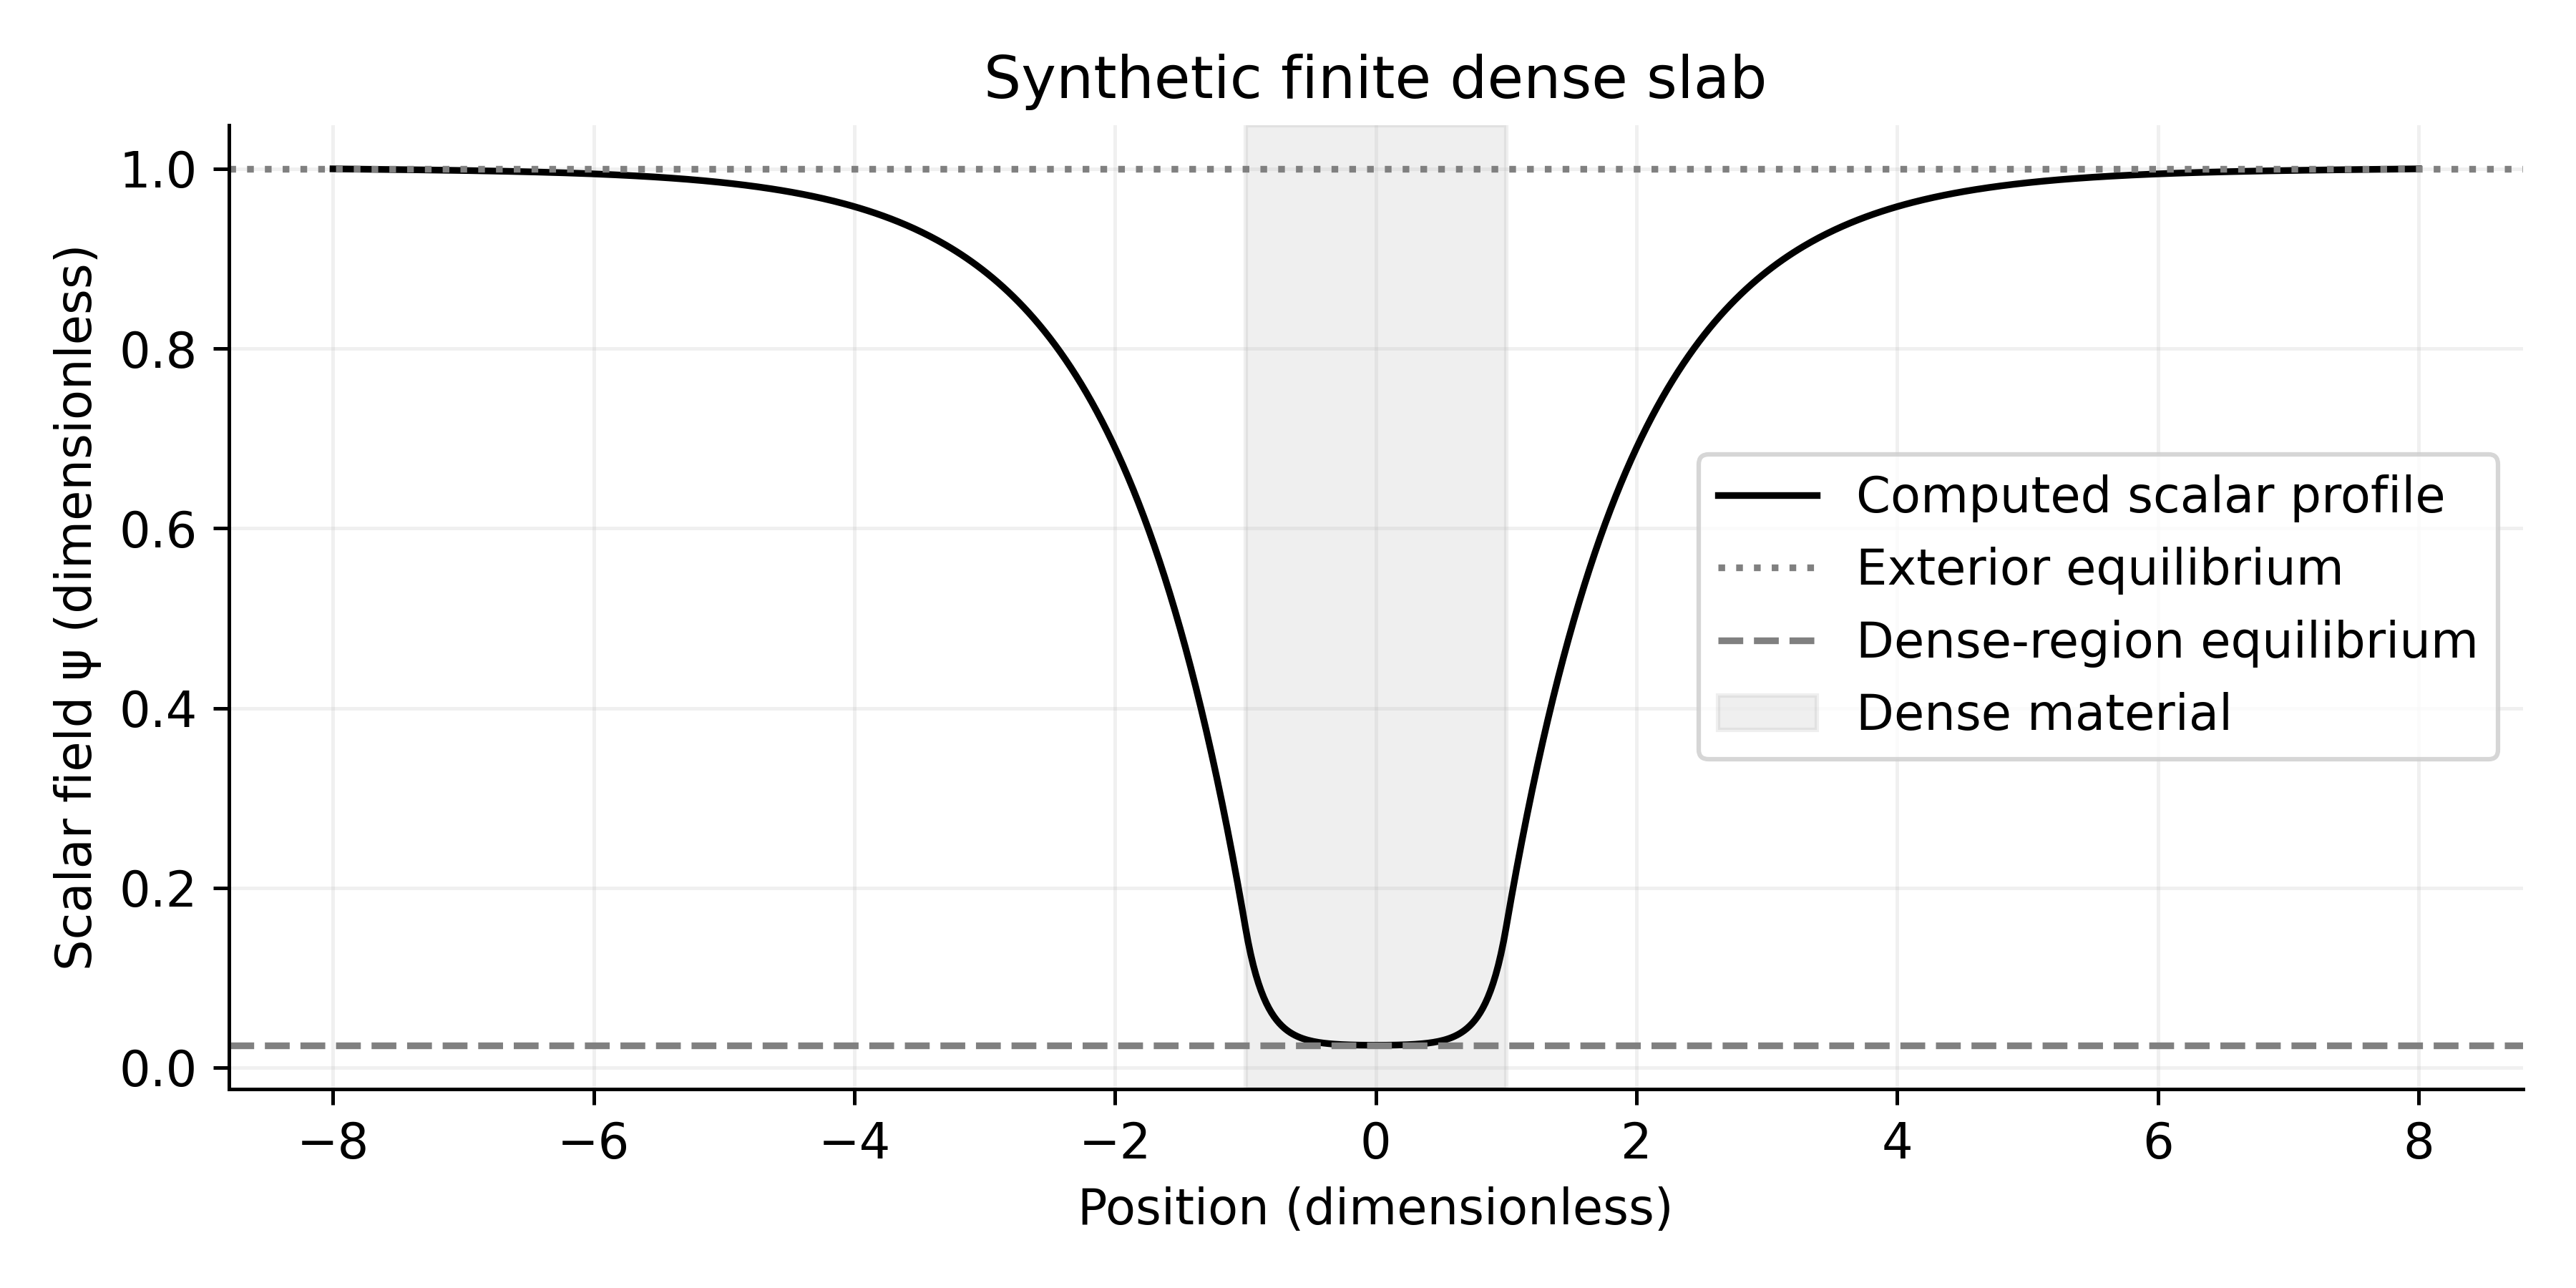 Synthetic finite dense slab
Scalar field ψ (dimensionless)
1.0
0.8
0.6
0.4
0.2
0.0
Computed scalar profile
Exterior equilibrium
Dense-region equilibrium
Dense material
−8 −6 −4 −2 0 2 4 6 8
Position (dimensionless)